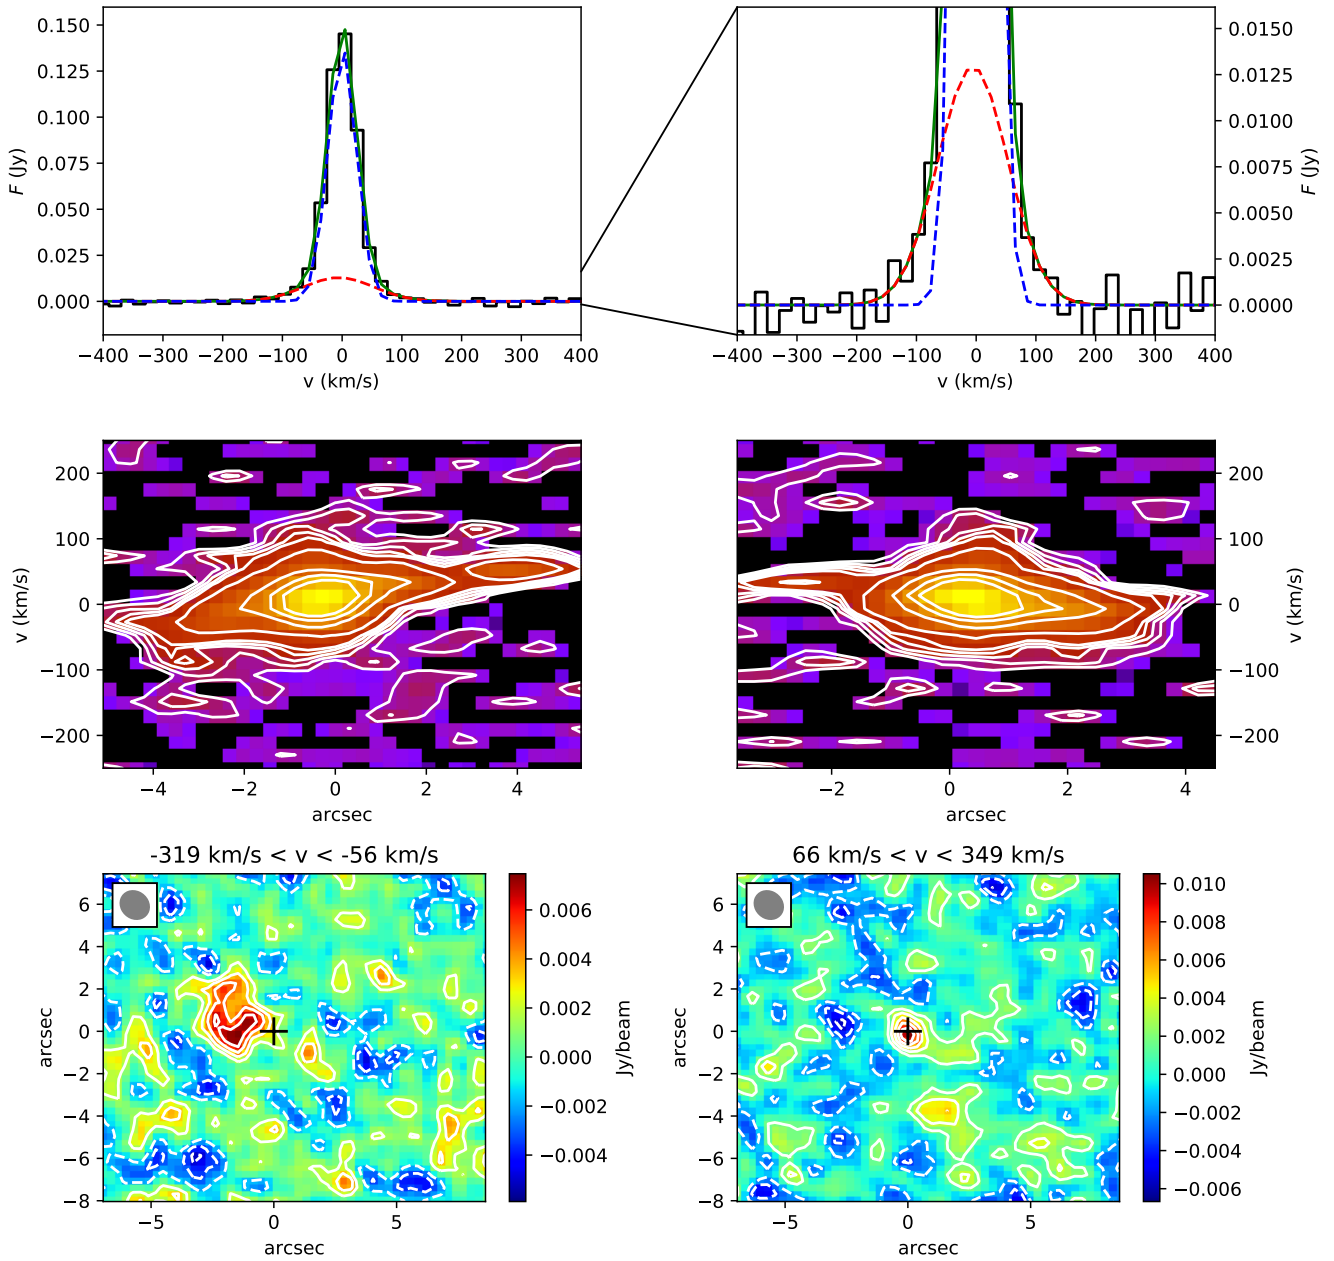 0.150
0.125
0.100
0.075
0.050
0.025
0.000
F (Jy)
−400 −300 −200 −100 0 100 200 300 400
v (km/s)
0.0150
0.0125
0.0100
0.0075
0.0050
0.0025
0.0000
F (Jy)
−400 −300 −200 −100 0 100 200 300 400
v (km/s)
200
100
0
−100
−200
v (km/s)
−4 −2 0 2 4
arcsec
200
100
0
−100
−200
v (km/s)
−2 0 2 4
arcsec
-319 km/s < v < -56 km/s
6
4
2
0
−2
−4
−6
−8
arcsec
−5 0 5
arcsec
0.006
0.004
0.002
0.000
−0.002
−0.004
Jy/beam
66 km/s < v < 349 km/s
6
4
2
0
−2
−4
−6
−8
arcsec
−5 0 5
arcsec
0.010
0.008
0.006
0.004
0.002
0.000
−0.002
−0.004
−0.006
Jy/beam